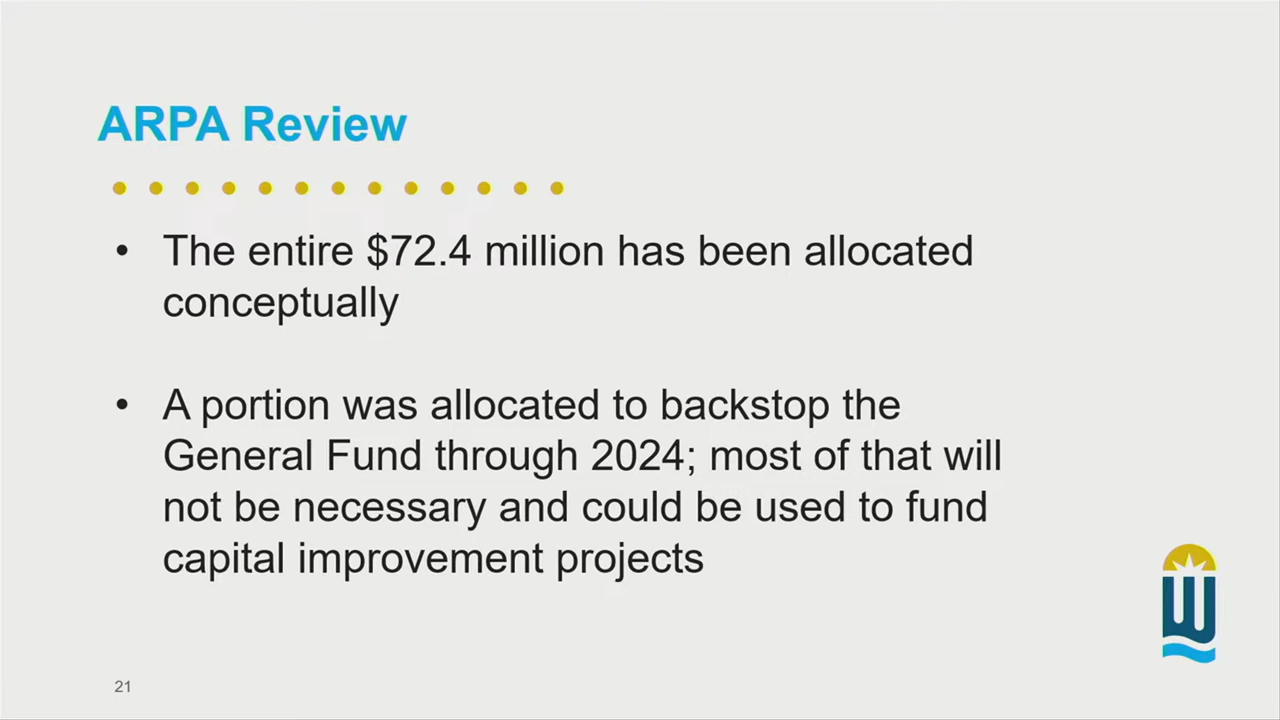 ARPA Review
• The entire $72.4 million has been allocated
conceptually
• A portion was allocated to backstop the
General Fund through 2024; most of that will
not be necessary and could be used to fund
capital improvement projects
W
21